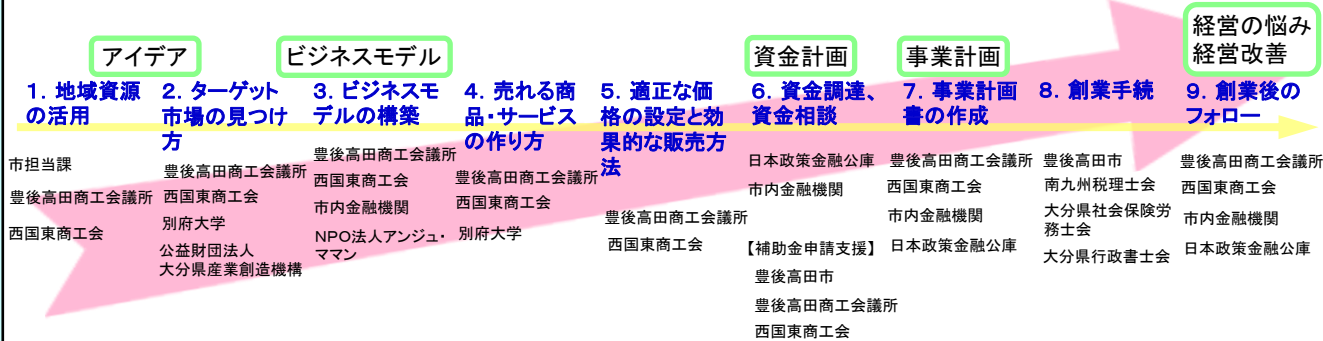 アイデア
ビジネスモデル
資金計画
事業計画
経営の悩み
経営改善
1．地域資源
の活用
市担当課
豊後高田商工会議所
西国東商工会
2．ターゲット
市場の見つけ
方
豊後高田商工会議所
西国東商工会
別府大学
公益財団法人
大分県産業創造機構
3．ビジネスモ
デルの構築
豊後高田商工会議所
西国東商工会
市内金融機関
NPO法人アンジュ・
ママン
4．売れる商
品・サービス
の作り方
豊後高田商工会議所
西国東商工会
別府大学
5．適正な価
格の設定と効
果的な販売方
法
豊後高田商工会議所
西国東商工会
6．資金調達、
資金相談
日本政策金融公庫
市内金融機関
【補助金申請支援】
豊後高田市
豊後高田商工会議所
西国東商工会
7．事業計画
書の作成
豊後高田商工会議所
西国東商工会
市内金融機関
日本政策金融公庫
8．創業手続
豊後高田市
南九州税理士会
大分県社会保険労
務士会
大分県行政書士会
9．創業後の
フォロー
豊後高田商工会議所
西国東商工会
市内金融機関
日本政策金融公庫